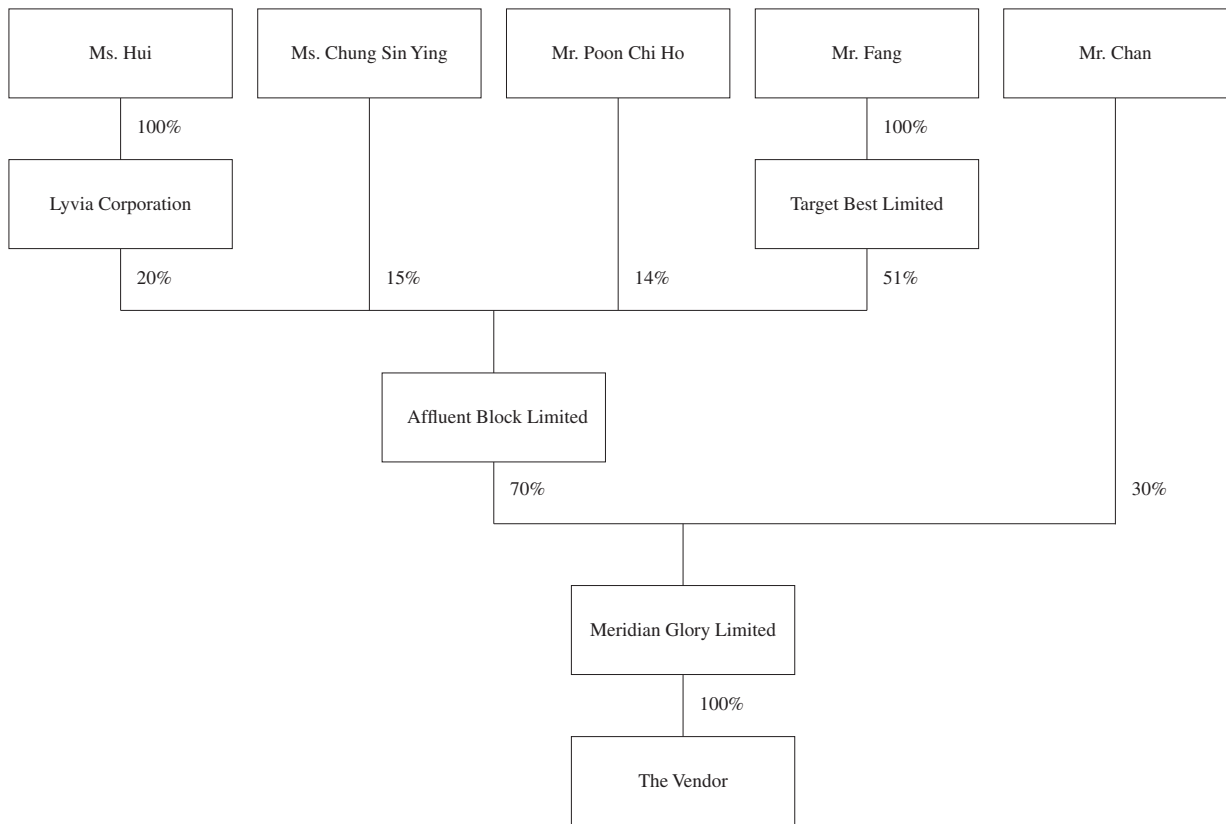 Ms. Hui
Ms. Chung Sin Ying
Mr. Poon Chi Ho
Mr. Fang
Mr. Chan
100%
100%
Lyvia Corporation
Target Best Limited
20%
15%
14%
51%
Affluent Block Limited
70%
30%
Meridian Glory Limited
100%
The Vendor